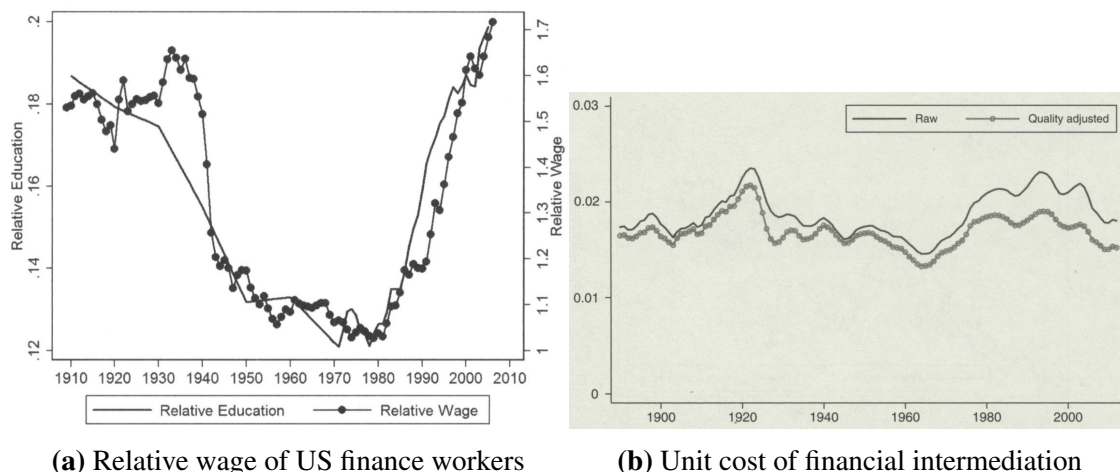 Relative Education
.12 .14 .16 .18 .2
Relative Wage
1 1.1 1.2 1.3 1.4 1.5 1.6 1.7
1910 1920 1930 1940 1950 1960 1970 1980 1990 2000 2010
Relative Education Relative Wage
(a) Relative wage of US finance workers
0.03
0.02
0.01
0
Raw Quality adjusted
1900 1920 1940 1960 1980 2000
(b) Unit cost of financial intermediation